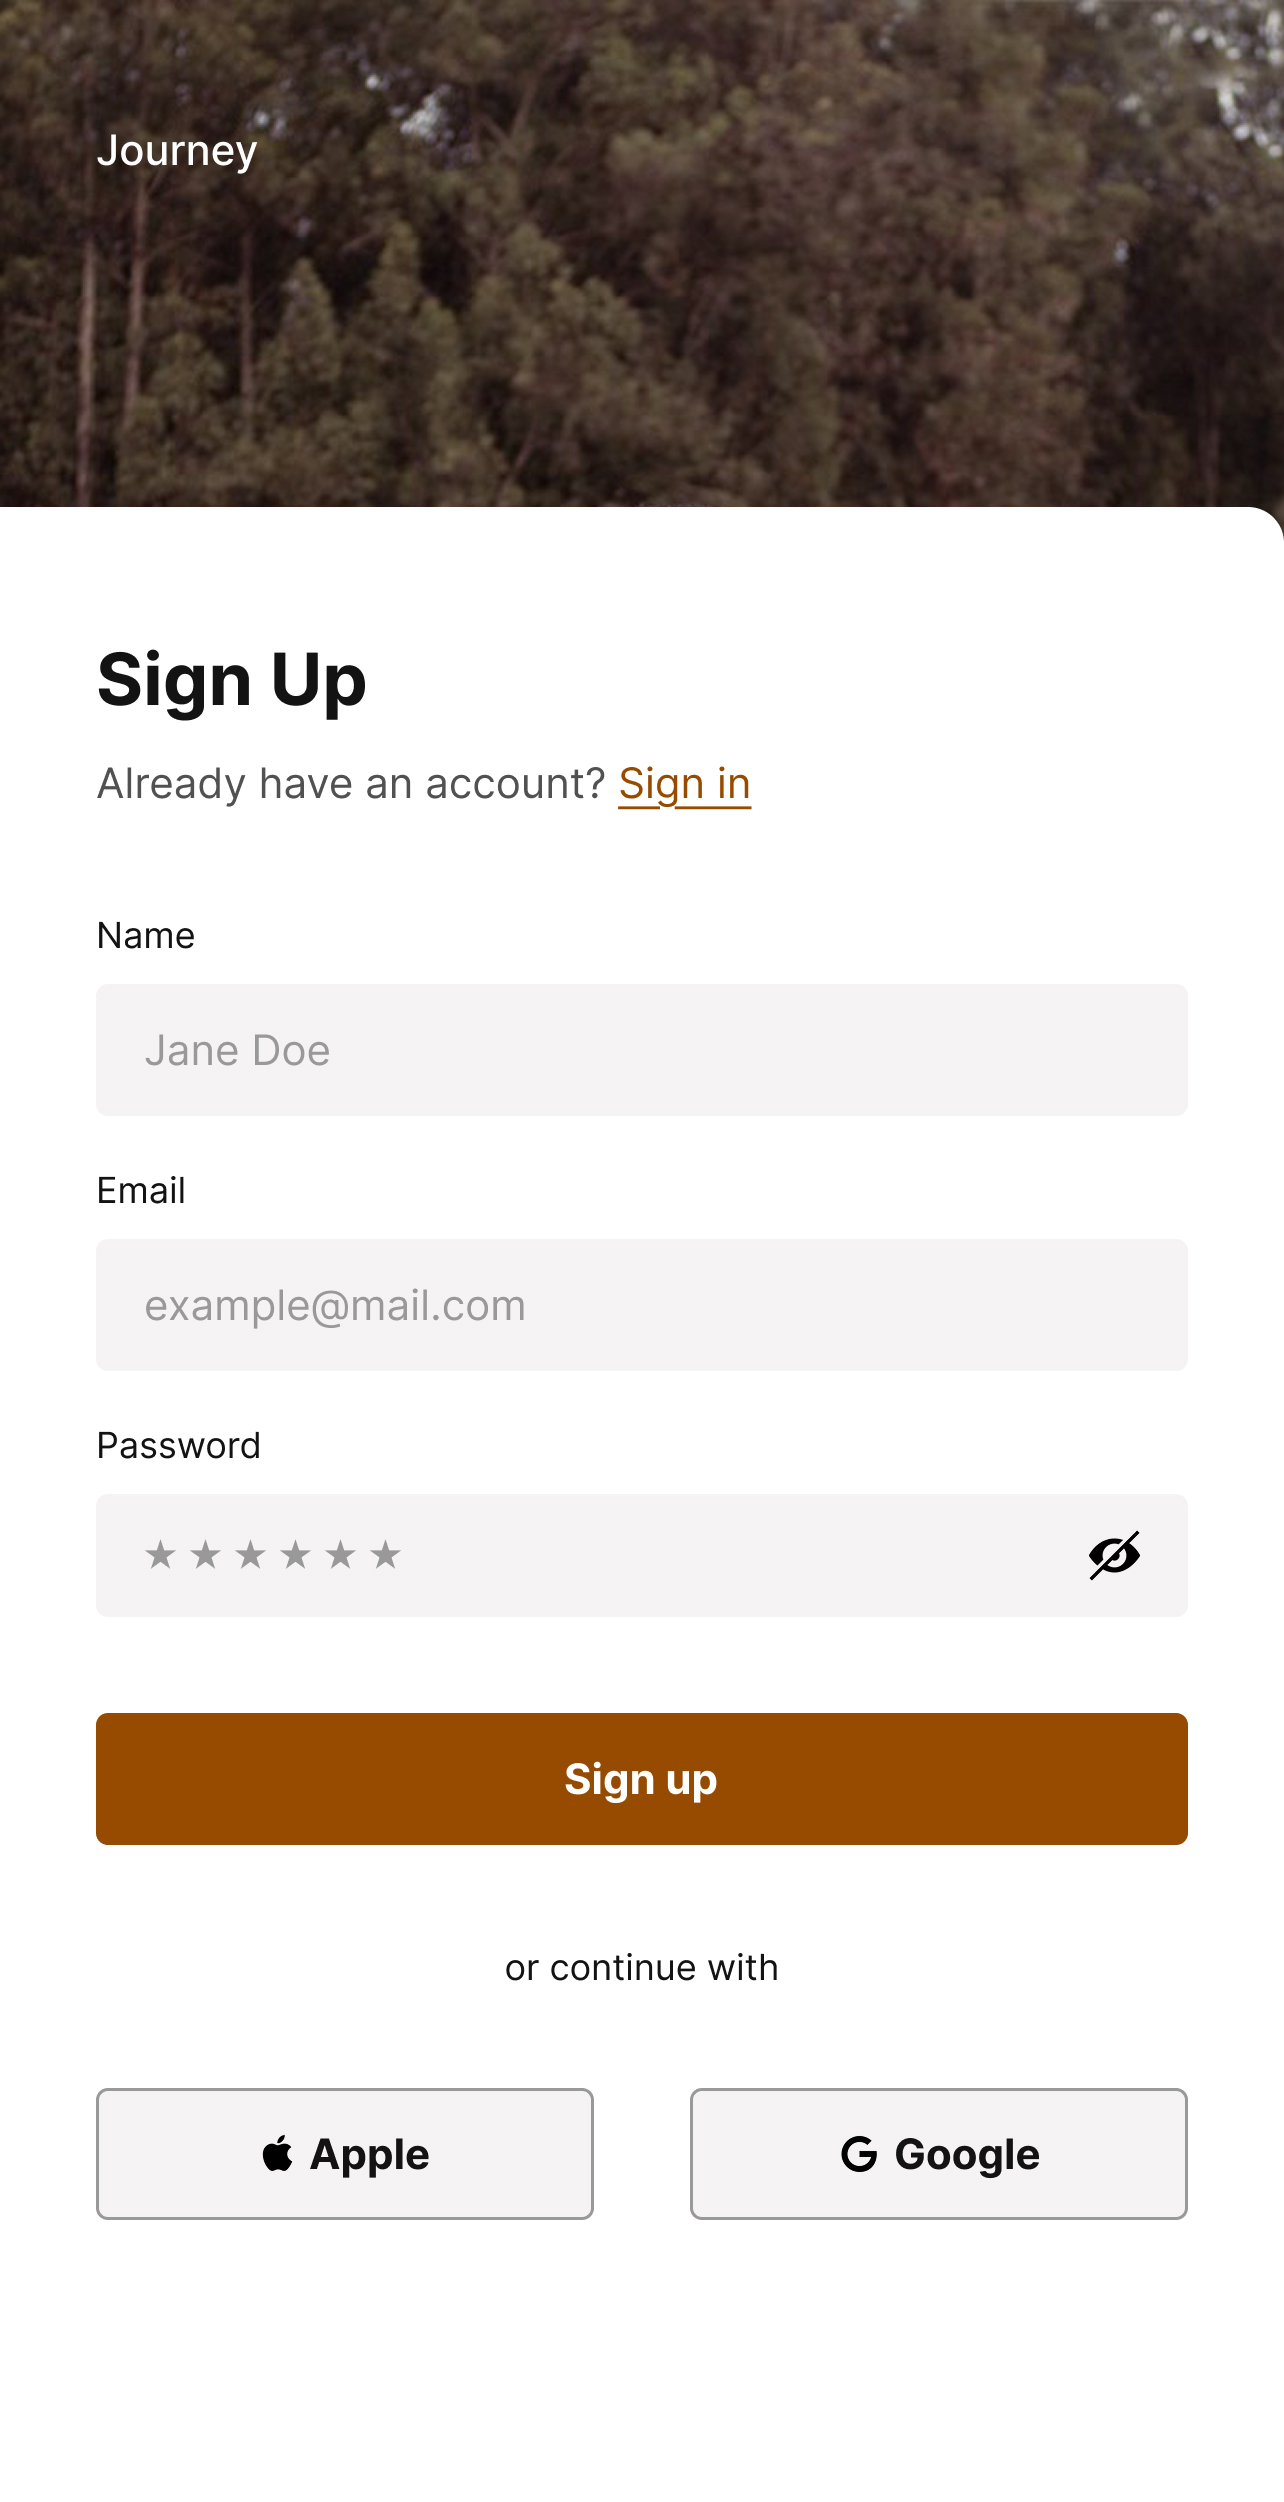 Journey
Sign Up
Already have an account? Sign in
Name
Jane Doe
Email
example@mail.com
Password
★ ★ ★ ★ ★ ★
Sign up
or continue with
Apple
Google